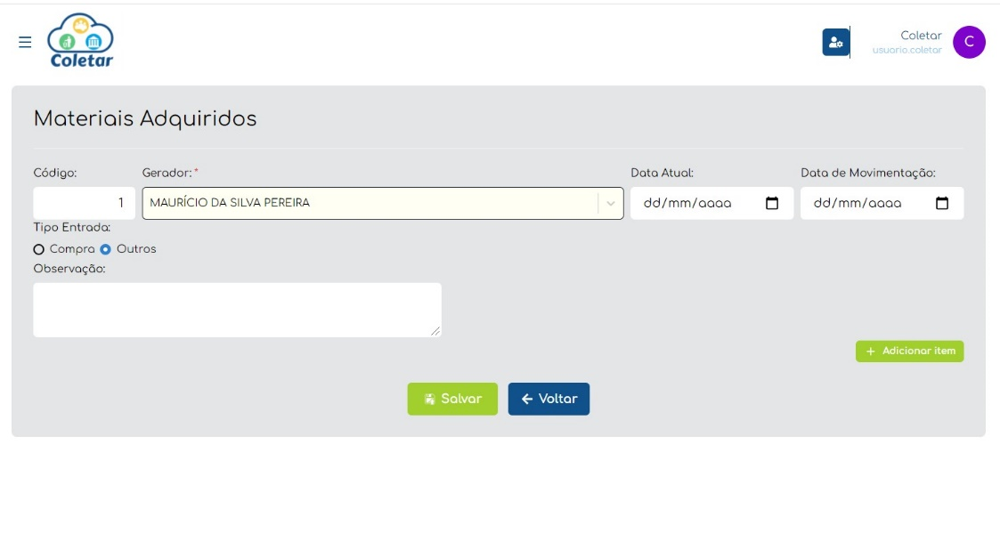 Coletar
Coletar
usuario.coletar
C
Materiais Adquiridos
Código: Gerador: * Data Atual: Data de Movimentação:
1 MAURÍCIO DA SILVA PEREIRA dd/mm/aaaa dd/mm/aaaa
Tipo Entrada:
Compra Outros
Observação:
+ Adicionar item
Salvar Voltar